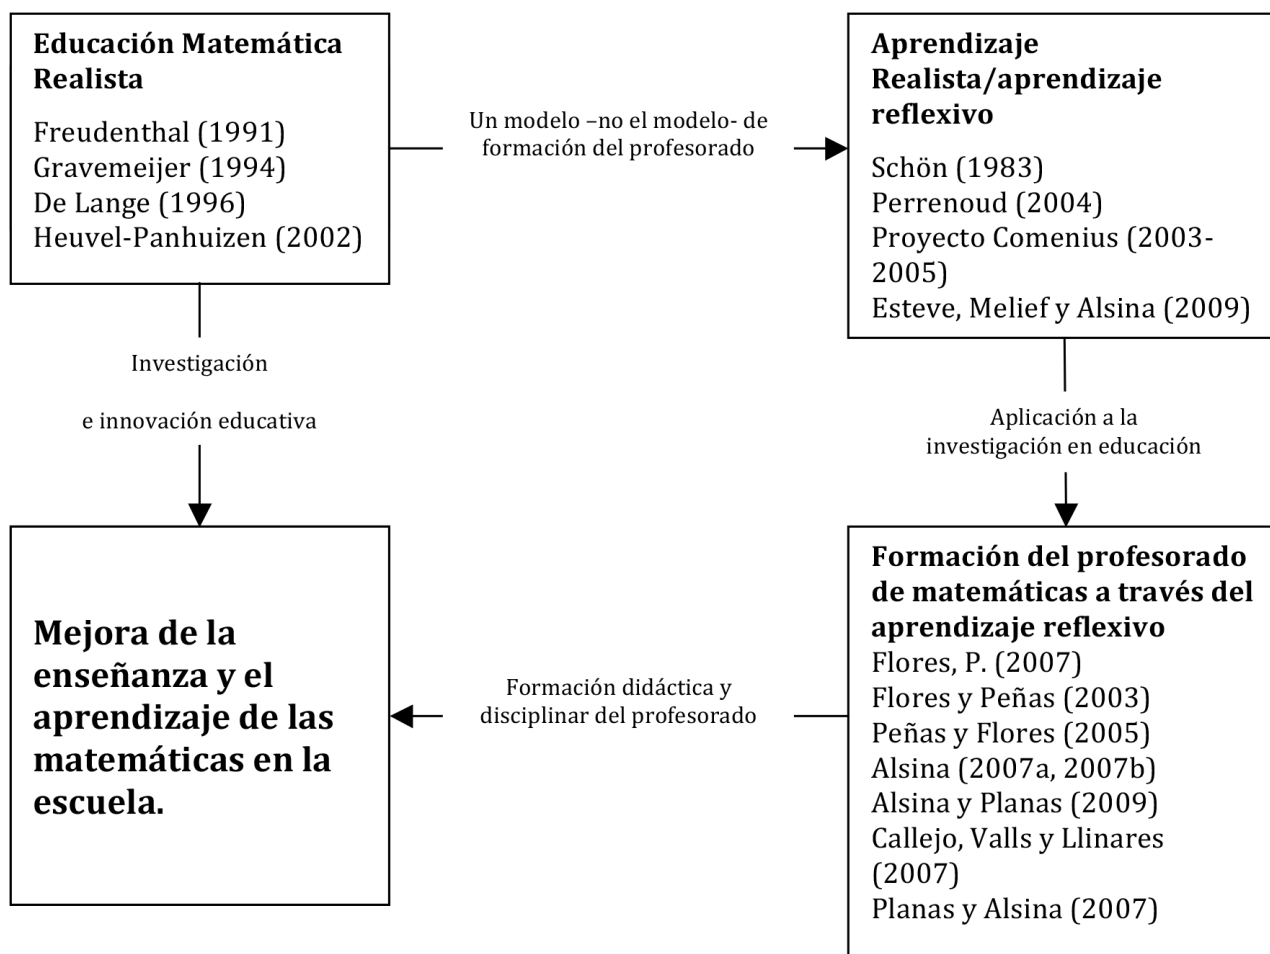 Educación Matemática
Realista
Freudenthal (1991)
Gravemeijer (1994)
De Lange (1996)
Heuvel-Panhuizen (2002)
Un modelo –no el modelo- de
formación del profesorado
Aprendizaje
Realista/aprendizaje
reflexivo
Schön (1983)
Perrenoud (2004)
Proyecto Comenius (2003-
2005)
Esteve, Melief y Alsina (2009)
Investigación
e innovación educativa
Aplicación a la
investigación en educación
Mejora de la
enseñanza y el
aprendizaje de las
matemáticas en la
escuela.
Formación didáctica y
disciplinar del profesorado
Formación del profesorado
de matemáticas a través del
aprendizaje reflexivo
Flores, P. (2007)
Flores y Peñas (2003)
Peñas y Flores (2005)
Alsina (2007a, 2007b)
Alsina y Planas (2009)
Callejo, Valls y Llinares
(2007)
Planas y Alsina (2007)